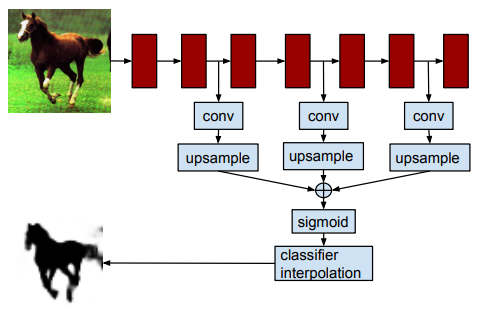 conv
conv
conv
upsample
upsample
upsample
sigmoid
classifier
interpolation